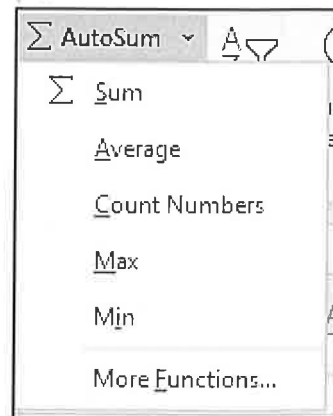 ∑ AutoSum
∑ Sum
Average
Count Numbers
Max
Min
More Functions...